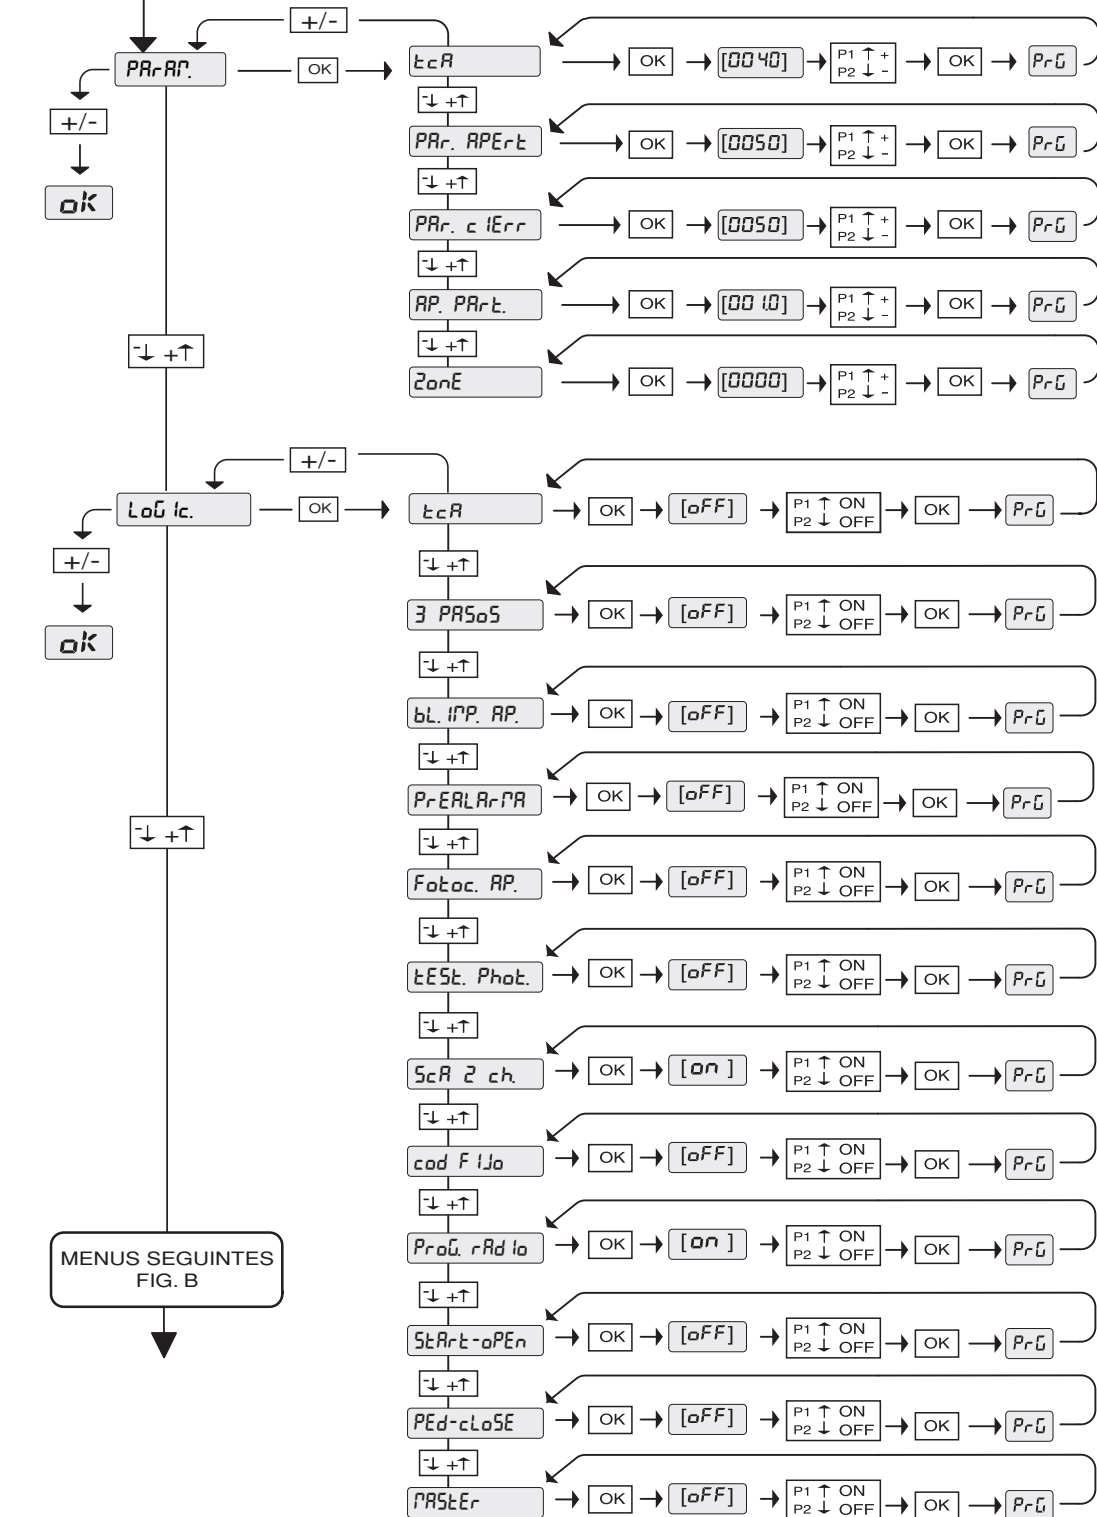 +/-
PArAM.
OK
tcA
OK
[0040]
P1 ↑ +
P2 ↓ -
OK
PrG
-↓ +↑
+/-
ok
PAr. APErt
OK
[0050]
P1 ↑ +
P2 ↓ -
OK
PrG
-↓ +↑
PAr. cIErr
OK
[0050]
P1 ↑ +
P2 ↓ -
OK
PrG
-↓ +↑
AP. PArt.
OK
[001.0]
P1 ↑ +
P2 ↓ -
OK
PrG
-↓ +↑
-↓ +↑
ZonE
OK
[0000]
P1 ↑ +
P2 ↓ -
OK
PrG
+/-
LoGIc.
OK
tcA
OK
[oFF]
P1 ↑ ON
P2 ↓ OFF
OK
PrG
+/-
ok
-↓ +↑
3 PASoS
OK
[oFF]
P1 ↑ ON
P2 ↓ OFF
OK
PrG
-↓ +↑
bL. IMP. AP.
OK
[oFF]
P1 ↑ ON
P2 ↓ OFF
OK
PrG
-↓ +↑
PrEALArMA
OK
[oFF]
P1 ↑ ON
P2 ↓ OFF
OK
PrG
-↓ +↑
-↓ +↑
Fotoc. AP.
OK
[oFF]
P1 ↑ ON
P2 ↓ OFF
OK
PrG
-↓ +↑
tESt. Phot.
OK
[oFF]
P1 ↑ ON
P2 ↓ OFF
OK
PrG
-↓ +↑
ScA 2 ch.
OK
[on ]
P1 ↑ ON
P2 ↓ OFF
OK
PrG
-↓ +↑
cod FIJo
OK
[oFF]
P1 ↑ ON
P2 ↓ OFF
OK
PrG
-↓ +↑
ProG. rAdIo
OK
[on ]
P1 ↑ ON
P2 ↓ OFF
OK
PrG
MENUS SEGUINTES
FIG. B
-↓ +↑
StArt-oPEn
OK
[oFF]
P1 ↑ ON
P2 ↓ OFF
OK
PrG
-↓ +↑
PEd-cLoSE
OK
[oFF]
P1 ↑ ON
P2 ↓ OFF
OK
PrG
-↓ +↑
MAStEr
OK
[oFF]
P1 ↑ ON
P2 ↓ OFF
OK
PrG